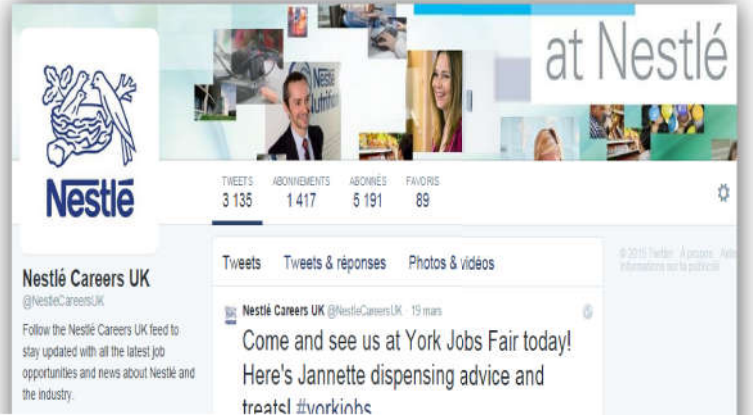 at Nestlé
Nestlé
Nutrition
Nestlé
TWEETS ABONNEMENTS ABONNÉS FAVORIS
3 135 1 417 5 191 89
Nestlé Careers UK
@NestleCareersUK
Follow the Nestlé Careers UK feed to
stay updated with all the latest job
opportunities and news about Nestlé and
the industry.
Tweets Tweets & réponses Photos & vidéos
Nestlé Careers UK @NestleCareersUK · 19 mars
Come and see us at York Jobs Fair today!
Here's Jannette dispensing advice and
treats! #yorkjobs
© 2015 Twitter À propos
Informations sur la publicité